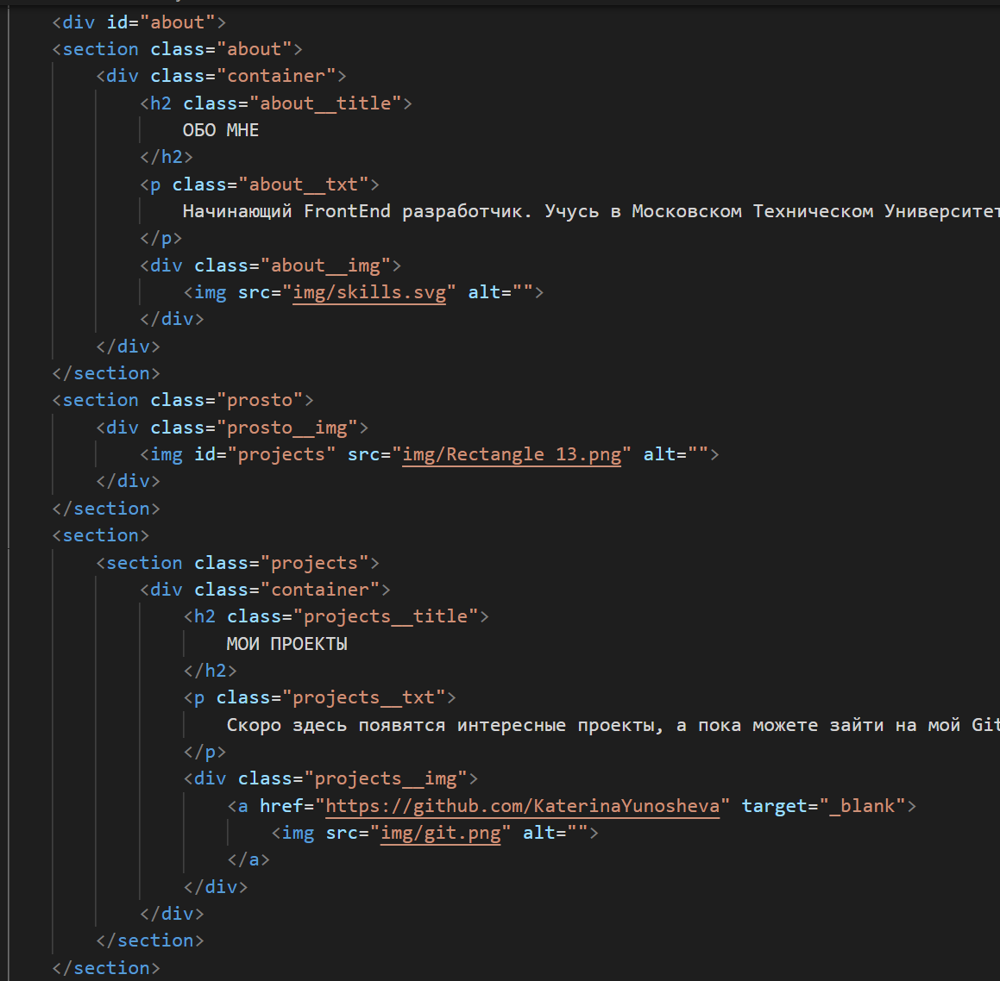 <div id="about">
<section class="about">
<div class="container">
<h2 class="about__title">
ОБО МНЕ
</h2>
<p class="about__txt">
Начинающий FrontEnd разработчик. Учусь в Московском Техническом Университет
</p>
<div class="about__img">
<img src="img/skills.svg" alt="">
</div>
</div>
</section>
<section class="prosto">
<div class="prosto__img">
<img id="projects" src="img/Rectangle 13.png" alt="">
</div>
</section>
<section>
<section class="projects">
<div class="container">
<h2 class="projects__title">
МОИ ПРОЕКТЫ
</h2>
<p class="projects__txt">
Скоро здесь появятся интересные проекты, а пока можете зайти на мой Git
</p>
<div class="projects__img">
<a href="https://github.com/KaterinaYunosheva" target="_blank">
<img src="img/git.png" alt="">
</a>
</div>
</div>
</section>
</section>